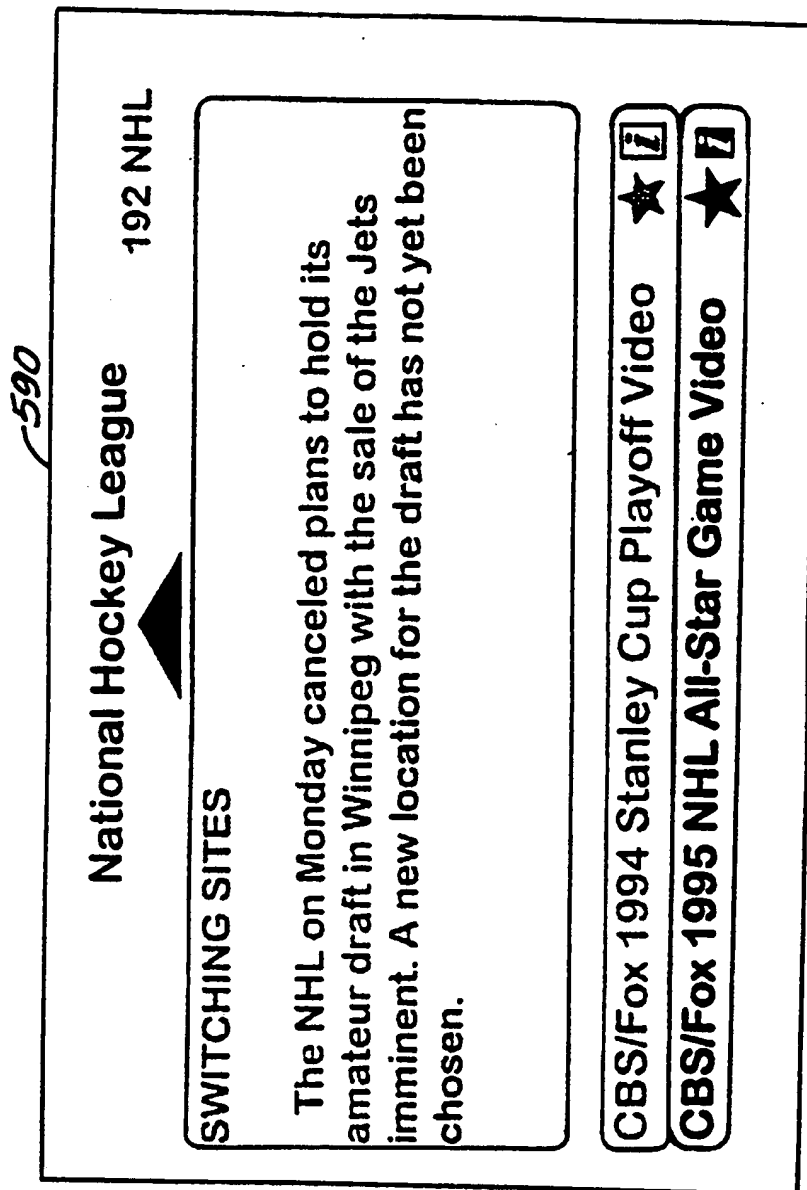 590
National Hockey League
192 NHL
SWITCHING SITES
The NHL on Monday canceled plans to hold its
amateur draft in Winnipeg with the sale of the Jets
imminent. A new location for the draft has not yet been
chosen.
CBS/Fox 1994 Stanley Cup Playoff Video i
CBS/Fox 1995 NHL All-Star Game Video i